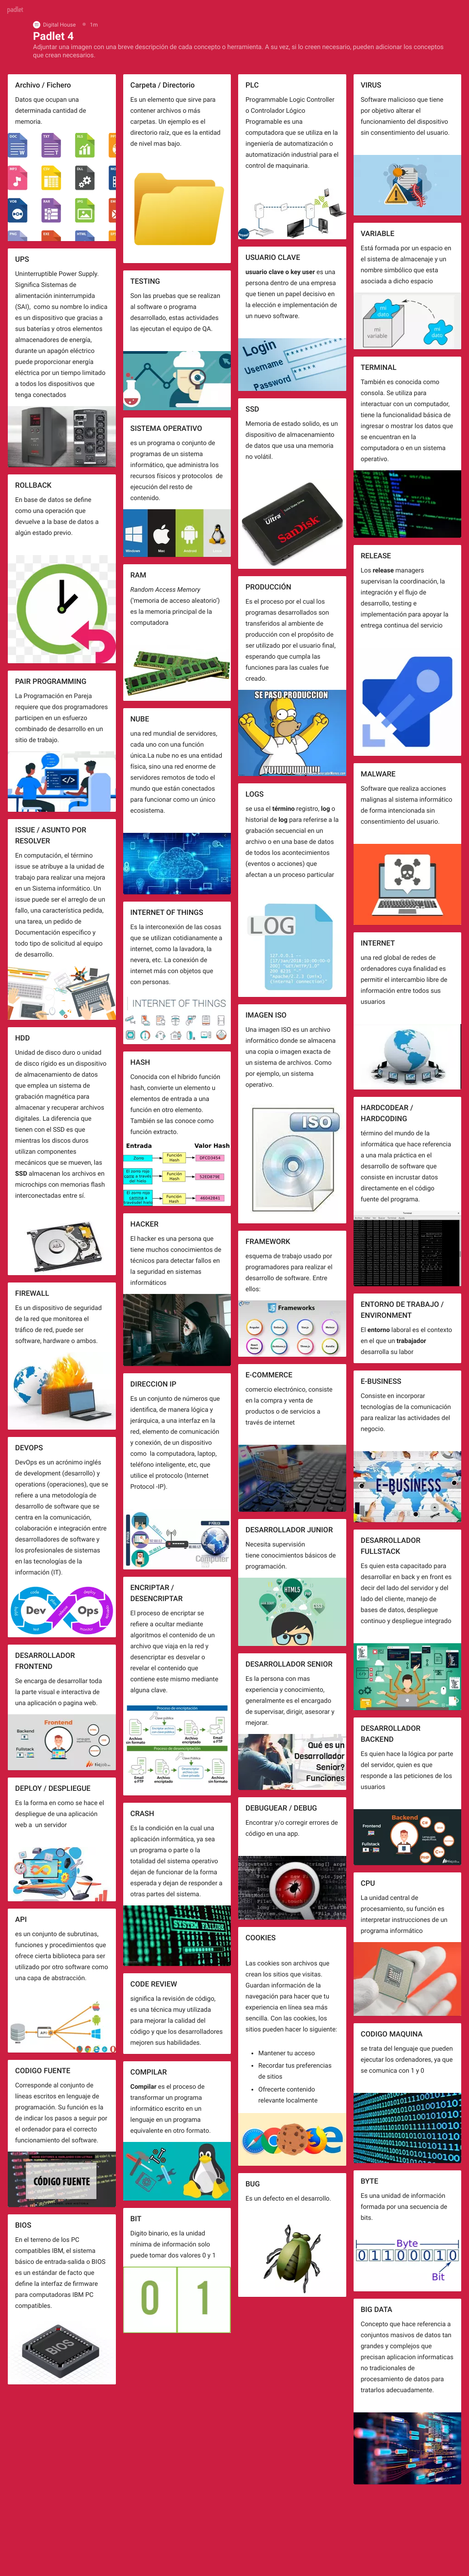 padlet
Digital House • 1m
Padlet 4
Adjuntar una imagen con una breve descripción de cada concepto o herramienta. A su vez, si lo creen necesario, pueden adicionar los conceptos
que crean necesarios.
Archivo / Fichero
Datos que ocupan una
determinada cantidad de
memoria.
UPS
Uninterruptible Power Supply.
Significa Sistemas de
alimentación ininterrumpida
(SAI), como su nombre lo indica
es un dispositivo que gracias a
sus baterías y otros elementos
almacenadores de energía,
durante un apagón eléctrico
puede proporcionar energía
eléctrica por un tiempo limitado
a todos los dispositivos que
tenga conectados
ROLLBACK
En base de datos se define
como una operación que
devuelve a la base de datos a
algún estado previo.
PAIR PROGRAMMING
La Programación en Pareja
requiere que dos programadores
participen en un esfuerzo
combinado de desarrollo en un
sitio de trabajo.
ISSUE / ASUNTO POR
RESOLVER
En computación, el término
issue se atribuye a la unidad de
trabajo para realizar una mejora
en un Sistema informático. Un
issue puede ser el arreglo de un
fallo, una característica pedida,
una tarea, un pedido de
Documentación específico y
todo tipo de solicitud al equipo
de desarrollo.
HDD
Unidad de disco duro o unidad
de disco rígido es un dispositivo
de almacenamiento de datos
que emplea un sistema de
grabación magnética para
almacenar y recuperar archivos
digitales. La diferencia que
tienen con el SSD es que
mientras los discos duros
utilizan componentes
mecánicos que se mueven, las
SSD almacenan los archivos en
microchips con memorias flash
interconectadas entre sí.
FIREWALL
Es un dispositivo de seguridad
de la red que monitorea el
tráfico de red, puede ser
software, hardware o ambos.
DEVOPS
DevOps es un acrónimo inglés
de development (desarrollo) y
operations (operaciones), que se
refiere a una metodología de
desarrollo de software que se
centra en la comunicación,
colaboración e integración entre
desarrolladores de software y
los profesionales de sistemas
en las tecnologías de la
información (IT).
Dev Ops
DESARROLLADOR
FRONTEND
Se encarga de desarrollar toda
la parte visual e interactiva de
una aplicación o pagina web.
Frontend
Backend
Fullstack
DEPLOY / DESPLIEGUE
Es la forma en como se hace el
despliegue de una aplicación
web a un servidor
API
es un conjunto de subrutinas,
funciones y procedimientos que
ofrece cierta biblioteca para ser
utilizado por otro software como
una capa de abstracción.
API
CODIGO FUENTE
Corresponde al conjunto de
líneas escritos en lenguaje de
programación. Su función es la
de indicar los pasos a seguir por
el ordenador para el correcto
funcionamiento del software.
CÓDIGO FUENTE
BIOS
En el terreno de los PC
compatibles IBM, el sistema
básico de entrada-salida o BIOS
es un estándar de facto que
define la interfaz de firmware
para computadoras IBM PC
compatibles.
BIOS
Carpeta / Directorio
Es un elemento que sirve para
contener archivos o más
carpetas. Un ejemplo es el
directorio raíz, que es la entidad
de nivel mas bajo.
TESTING
Son las pruebas que se realizan
al software o programa
desarrollado, estas actividades
las ejecutan el equipo de QA.
SISTEMA OPERATIVO
es un programa o conjunto de
programas de un sistema
informático, que administra los
recursos físicos y protocolos de
ejecución del resto de
contenido.
Windows Mac Android Linux
RAM
Random Access Memory
('memoria de acceso aleatorio')
es la memoria principal de la
computadora
NUBE
una red mundial de servidores,
cada uno con una función
única.La nube no es una entidad
física, sino una red enorme de
servidores remotos de todo el
mundo que están conectados
para funcionar como un único
ecosistema.
INTERNET OF THINGS
Es la interconexión de las cosas
que se utilizan cotidianamente a
internet, como la lavadora, la
nevera, etc. La conexión de
internet más con objetos que
con personas.
INTERNET OF THINGS
HASH
Conocida con el híbrido función
hash, convierte un elemento u
elementos de entrada a una
función en otro elemento.
También se las conoce como
función extracto.
Entrada Valor Hash
Zorro Función Hash DFCD3454
Función Hash 52ED879E
Función Hash 46042841
HACKER
El hacker es una persona que
tiene muchos conocimientos de
técnicos para detectar fallos en
la seguridad en sistemas
informáticos
DIRECCION IP
Es un conjunto de números que
identifica, de manera lógica y
jerárquica, a una interfaz en la
red, elemento de comunicación
y conexión, de un dispositivo
como la computadora, laptop,
teléfono inteligente, etc, que
utilice el protocolo (Internet
Protocol -IP).
ENCRIPTAR /
DESENCRIPTAR
El proceso de encriptar se
refiere a ocultar mediante
algoritmos el contenido de un
archivo que viaja en la red y
desencriptar es desvelar o
revelar el contenido que
contiene este mismo mediante
alguna clave.
CRASH
Es la condición en la cual una
aplicación informática, ya sea
un programa o parte o la
totalidad del sistema operativo
dejan de funcionar de la forma
esperada y dejan de responder a
otras partes del sistema.
CODE REVIEW
significa la revisión de código,
es una técnica muy utilizada
para mejorar la calidad del
código y que los desarrolladores
mejoren sus habilidades.
COMPILAR
Compilar es el proceso de
transformar un programa
informático escrito en un
lenguaje en un programa
equivalente en otro formato.
BIT
Digito binario, es la unidad
mínima de información solo
puede tomar dos valores 0 y 1
0 1
PLC
Programmable Logic Controller
o Controlador Lógico
Programable es una
computadora que se utiliza en la
ingeniería de automatización o
automatización industrial para el
control de maquinaria.
USUARIO CLAVE
usuario clave o key user es una
persona dentro de una empresa
que tienen un papel decisivo en
la elección e implementación de
un nuevo software.
Login
Username
Password
SSD
Memoria de estado solido, es un
dispositivo de almacenamiento
de datos que usa una memoria
no volátil.
Ultra
SanDisk
PRODUCCIÓN
Es el proceso por el cual los
programas desarrollados son
transferidos al ambiente de
producción con el propósito de
ser utilizado por el usuario final,
esperando que cumpla las
funciones para las cuales fue
creado.
SE PASO PRODUCCION
LOGS
se usa el término registro, log o
historial de log para referirse a la
grabación secuencial en un
archivo o en una base de datos
de todos los acontecimientos
(eventos o acciones) que
afectan a un proceso particular
LOG
IMAGEN ISO
Una imagen ISO es un archivo
informático donde se almacena
una copia o imagen exacta de
un sistema de archivos. Como
por ejemplo, un sistema
operativo.
ISO
FRAMEWORK
esquema de trabajo usado por
programadores para realizar el
desarrollo de software. Entre
ellos:
Frameworks
E-COMMERCE
comercio electrónico, consiste
en la compra y venta de
productos o de servicios a
través de internet
DESARROLLADOR JUNIOR
Necesita supervisión
tiene conocimientos básicos de
programación.
HTML5
DESARROLLADOR SENIOR
Es la persona con mas
experiencia y conocimiento,
generalmente es el encargado
de supervisar, dirigir, asesorar y
mejorar.
Qué es un
Desarrollador
Senior?
Funciones
DEBUGUEAR / DEBUG
Encontrar y/o corregir errores de
código en una app.
COOKIES
Las cookies son archivos que
crean los sitios que visitas.
Guardan información de la
navegación para hacer que tu
experiencia en línea sea más
sencilla. Con las cookies, los
sitios pueden hacer lo siguiente:
• Mantener tu acceso
• Recordar tus preferencias
de sitios
• Ofrecerte contenido
relevante localmente
BUG
Es un defecto en el desarrollo.
VIRUS
Software malicioso que tiene
por objetivo alterar el
funcionamiento del dispositivo
sin consentimiento del usuario.
VARIABLE
Está formada por un espacio en
el sistema de almacenaje y un
nombre simbólico que esta
asociada a dicho espacio
mi
dato
mi
variable
mi
dato
TERMINAL
También es conocida como
consola. Se utiliza para
interactuar con un computador,
tiene la funcionalidad básica de
ingresar o mostrar los datos que
se encuentran en la
computadora o en un sistema
operativo.
RELEASE
Los release managers
supervisan la coordinación, la
integración y el flujo de
desarrollo, testing e
implementación para apoyar la
entrega continua del servicio
MALWARE
Software que realiza acciones
malignas al sistema informático
de forma intencionada sin
consentimiento del usuario.
INTERNET
una red global de redes de
ordenadores cuya finalidad es
permitir el intercambio libre de
información entre todos sus
usuarios
HARDCODEAR /
HARDCODING
término del mundo de la
informática que hace referencia
a una mala práctica en el
desarrollo de software que
consiste en incrustar datos
directamente en el código
fuente del programa.
ENTORNO DE TRABAJO /
ENVIRONMENT
El entorno laboral es el contexto
en el que un trabajador
desarrolla su labor
E-BUSINESS
Consiste en incorporar
tecnologías de la comunicación
para realizar las actividades del
negocio.
E-BUSINESS
DESARROLLADOR
FULLSTACK
Es quien esta capacitado para
desarrollar en back y en front es
decir del lado del servidor y del
lado del cliente, manejo de
bases de datos, despliegue
continuo y despliegue integrado
DESARROLLADOR
BACKEND
Es quien hace la lógica por parte
del servidor, quien es que
responde a las peticiones de los
usuarios
Backend
Frontend
Fullstack
CPU
La unidad central de
procesamiento, su función es
interpretar instrucciones de un
programa informático
CODIGO MAQUINA
se trata del lenguaje que pueden
ejecutar los ordenadores, ya que
se comunica con 1 y 0
BYTE
Es una unidad de información
formada por una secuencia de
bits.
Byte
0 1 1 0 0 0 1 0
Bit
BIG DATA
Concepto que hace referencia a
conjuntos masivos de datos tan
grandes y complejos que
precisan aplicacion informaticas
no tradicionales de
procesamiento de datos para
tratarlos adecuadamente.